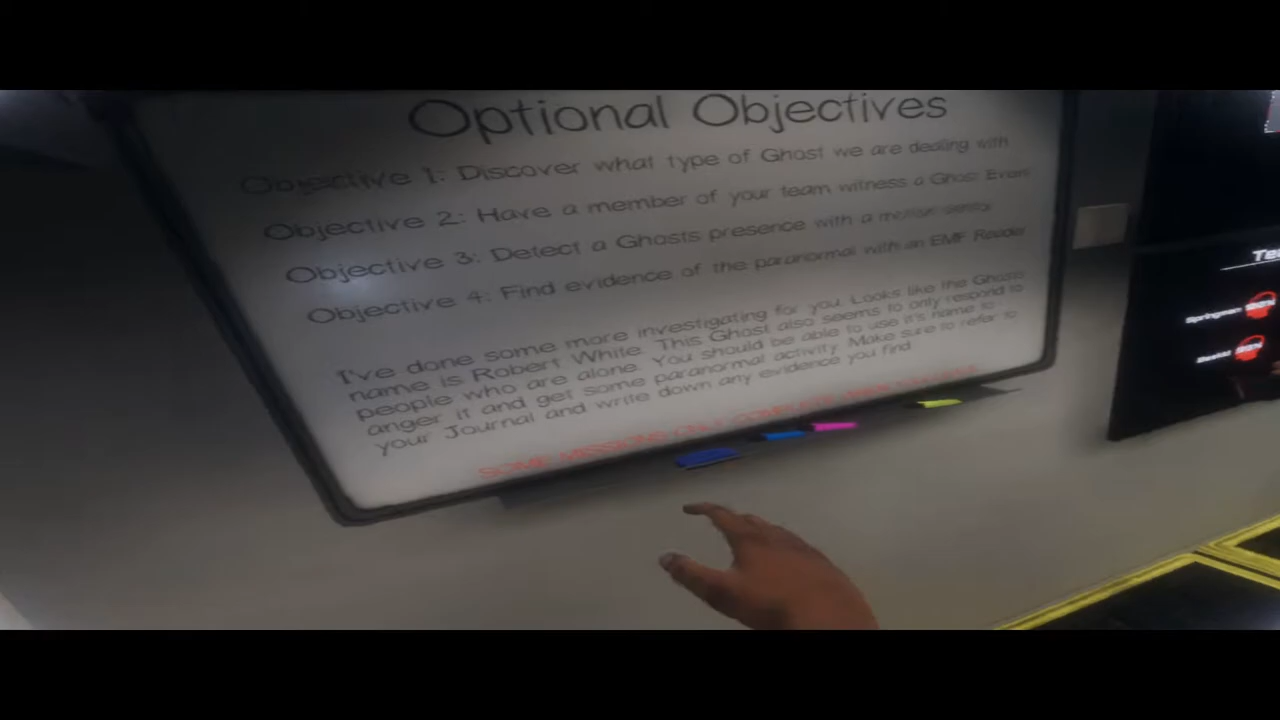 Optional Objectives
Objective 1: Discover what type of Ghost we are dealing with
Objective 2: Have a member of your team witness a Ghost Event
Objective 3: Detect a Ghosts presence with a motion sensor
Objective 4: Find evidence of the paranormal with an EMF Reader
I've done some more investigating for you. Looks like the Ghosts
name is Robert White. This Ghost also seems to only respond to
people who are alone. You should be able to use it's name to
anger it and get some paranormal activity. Make sure to refer to
your Journal and write down any evidence you find
SOME MISSIONS ONLY
Springman